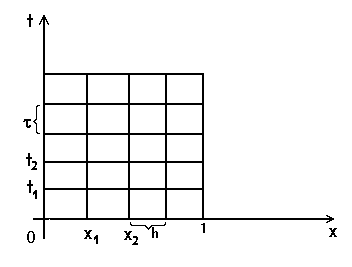 t
τ
t₂
t₁
0 x₁ x₂ h 1 x